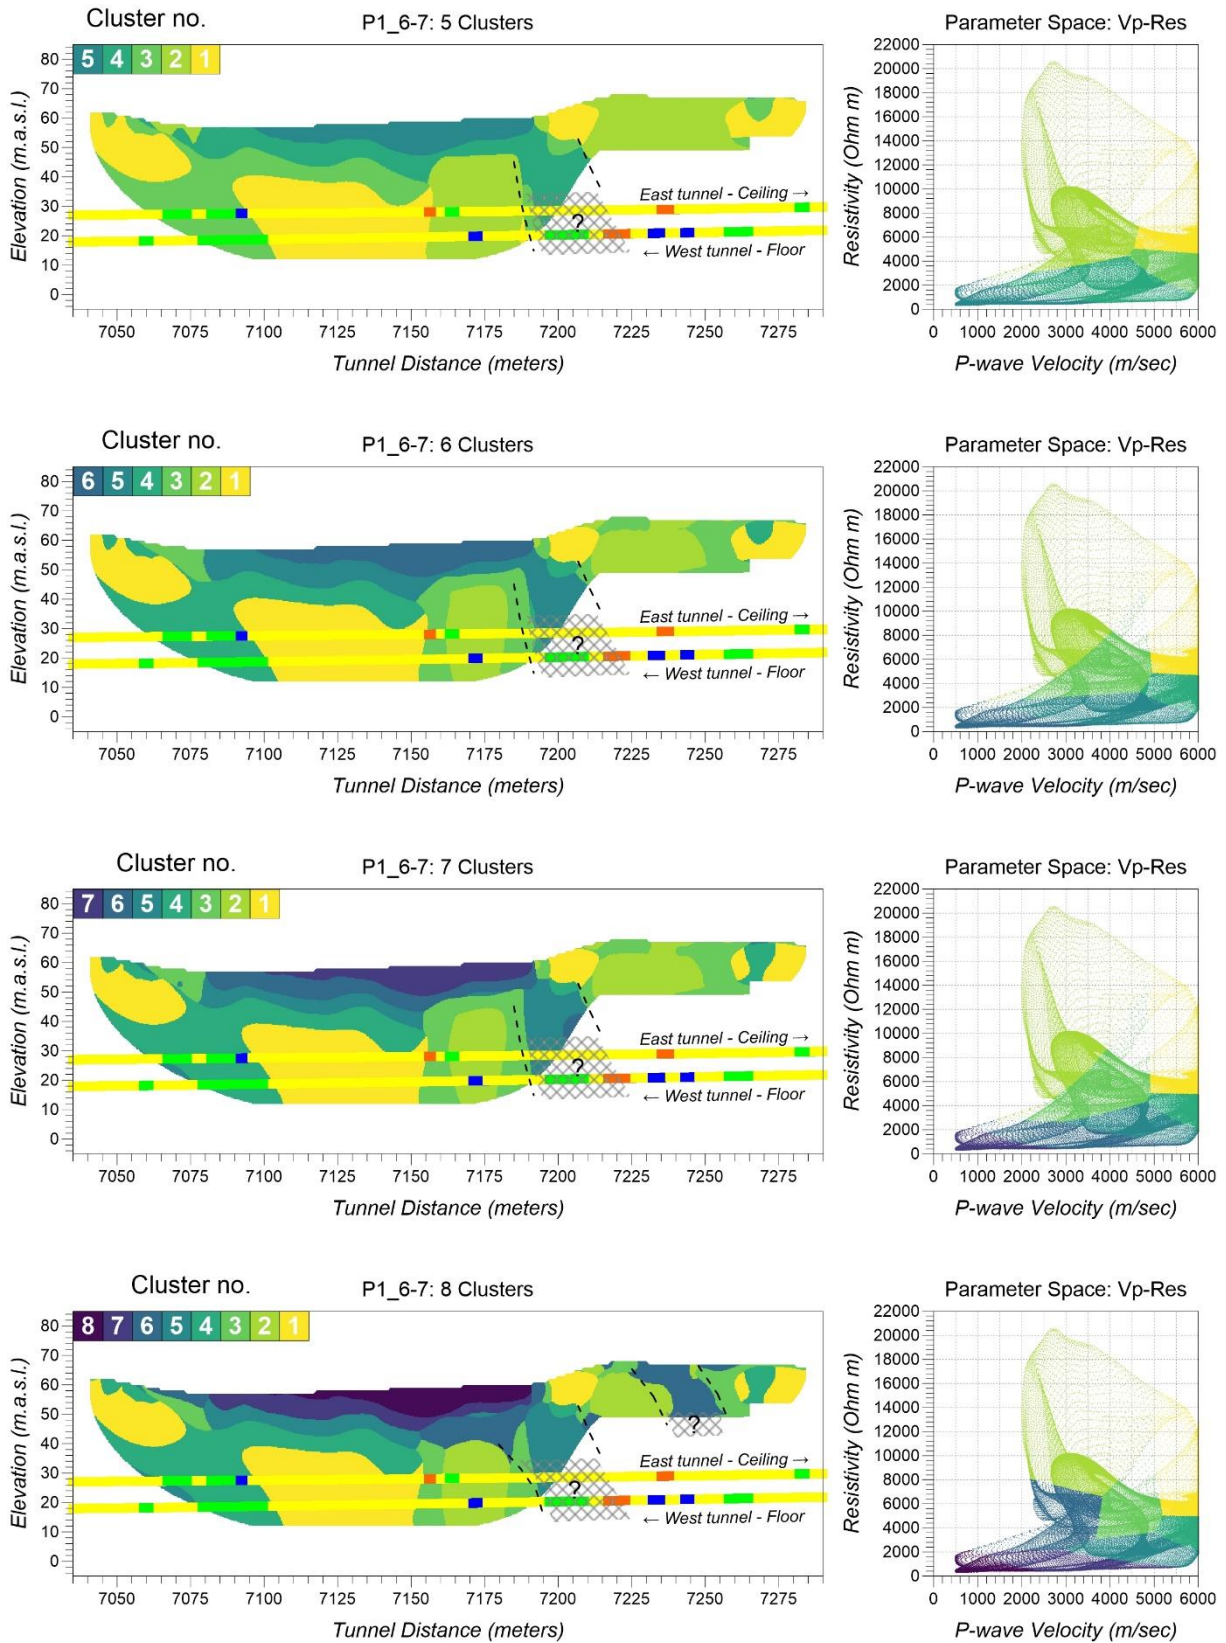 Cluster no.
P1_6-7: 5 Clusters
Parameter Space: Vp-Res
5 4 3 2 1
Elevation (m.a.s.l.)
80
70
60
50
40
30
20
10
0
East tunnel - Ceiling →
?
← West tunnel - Floor
7050 7075 7100 7125 7150 7175 7200 7225 7250 7275
Tunnel Distance (meters)
Resistivity (Ohm m)
22000
20000
18000
16000
14000
12000
10000
8000
6000
4000
2000
0
0 1000 2000 3000 4000 5000 6000
P-wave Velocity (m/sec)
Cluster no.
P1_6-7: 6 Clusters
Parameter Space: Vp-Res
6 5 4 3 2 1
Elevation (m.a.s.l.)
80
70
60
50
40
30
20
10
0
East tunnel - Ceiling →
?
← West tunnel - Floor
7050 7075 7100 7125 7150 7175 7200 7225 7250 7275
Tunnel Distance (meters)
Resistivity (Ohm m)
22000
20000
18000
16000
14000
12000
10000
8000
6000
4000
2000
0
0 1000 2000 3000 4000 5000 6000
P-wave Velocity (m/sec)
Cluster no.
P1_6-7: 7 Clusters
Parameter Space: Vp-Res
7 6 5 4 3 2 1
Elevation (m.a.s.l.)
80
70
60
50
40
30
20
10
0
East tunnel - Ceiling →
?
← West tunnel - Floor
7050 7075 7100 7125 7150 7175 7200 7225 7250 7275
Tunnel Distance (meters)
Resistivity (Ohm m)
22000
20000
18000
16000
14000
12000
10000
8000
6000
4000
2000
0
0 1000 2000 3000 4000 5000 6000
P-wave Velocity (m/sec)
Cluster no.
P1_6-7: 8 Clusters
Parameter Space: Vp-Res
8 7 6 5 4 3 2 1
Elevation (m.a.s.l.)
80
70
60
50
40
30
20
10
0
?
East tunnel - Ceiling →
?
← West tunnel - Floor
7050 7075 7100 7125 7150 7175 7200 7225 7250 7275
Tunnel Distance (meters)
Resistivity (Ohm m)
22000
20000
18000
16000
14000
12000
10000
8000
6000
4000
2000
0
0 1000 2000 3000 4000 5000 6000
P-wave Velocity (m/sec)